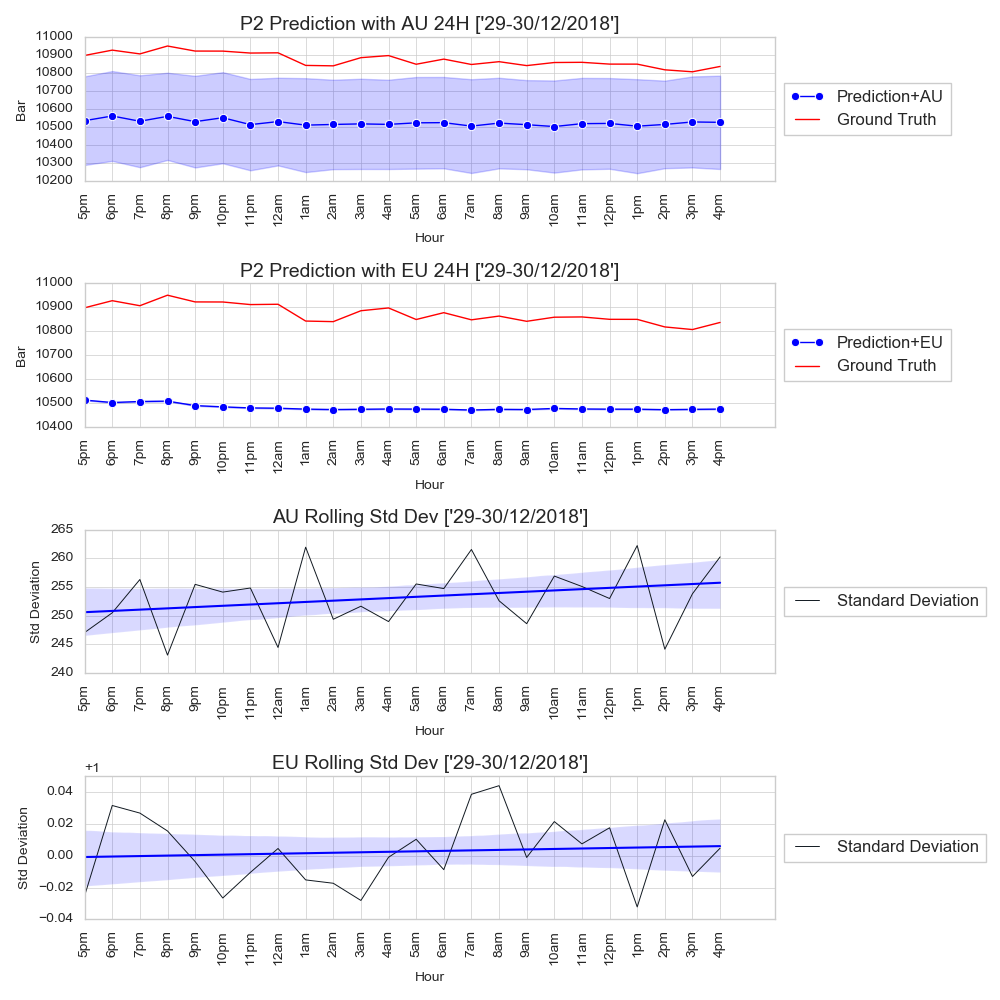 P2 Prediction with AU 24H ['29-30/12/2018']
11000
10900
10800
10700
10600
10500
10400
10300
10200
Bar
5pm 6pm 7pm 8pm 9pm 10pm 11pm 12am 1am 2am 3am 4am 5am 6am 7am 8am 9am 10am 11am 12pm 1pm 2pm 3pm 4pm
Hour
Prediction+AU
Ground Truth
P2 Prediction with EU 24H ['29-30/12/2018']
11000
10900
10800
10700
10600
10500
10400
Bar
5pm 6pm 7pm 8pm 9pm 10pm 11pm 12am 1am 2am 3am 4am 5am 6am 7am 8am 9am 10am 11am 12pm 1pm 2pm 3pm 4pm
Hour
Prediction+EU
Ground Truth
AU Rolling Std Dev ['29-30/12/2018']
265
260
255
250
245
240
Std Deviation
5pm 6pm 7pm 8pm 9pm 10pm 11pm 12am 1am 2am 3am 4am 5am 6am 7am 8am 9am 10am 11am 12pm 1pm 2pm 3pm 4pm
Hour
Standard Deviation
EU Rolling Std Dev ['29-30/12/2018']
+1
0.04
0.02
0.00
−0.02
−0.04
Std Deviation
5pm 6pm 7pm 8pm 9pm 10pm 11pm 12am 1am 2am 3am 4am 5am 6am 7am 8am 9am 10am 11am 12pm 1pm 2pm 3pm 4pm
Hour
Standard Deviation